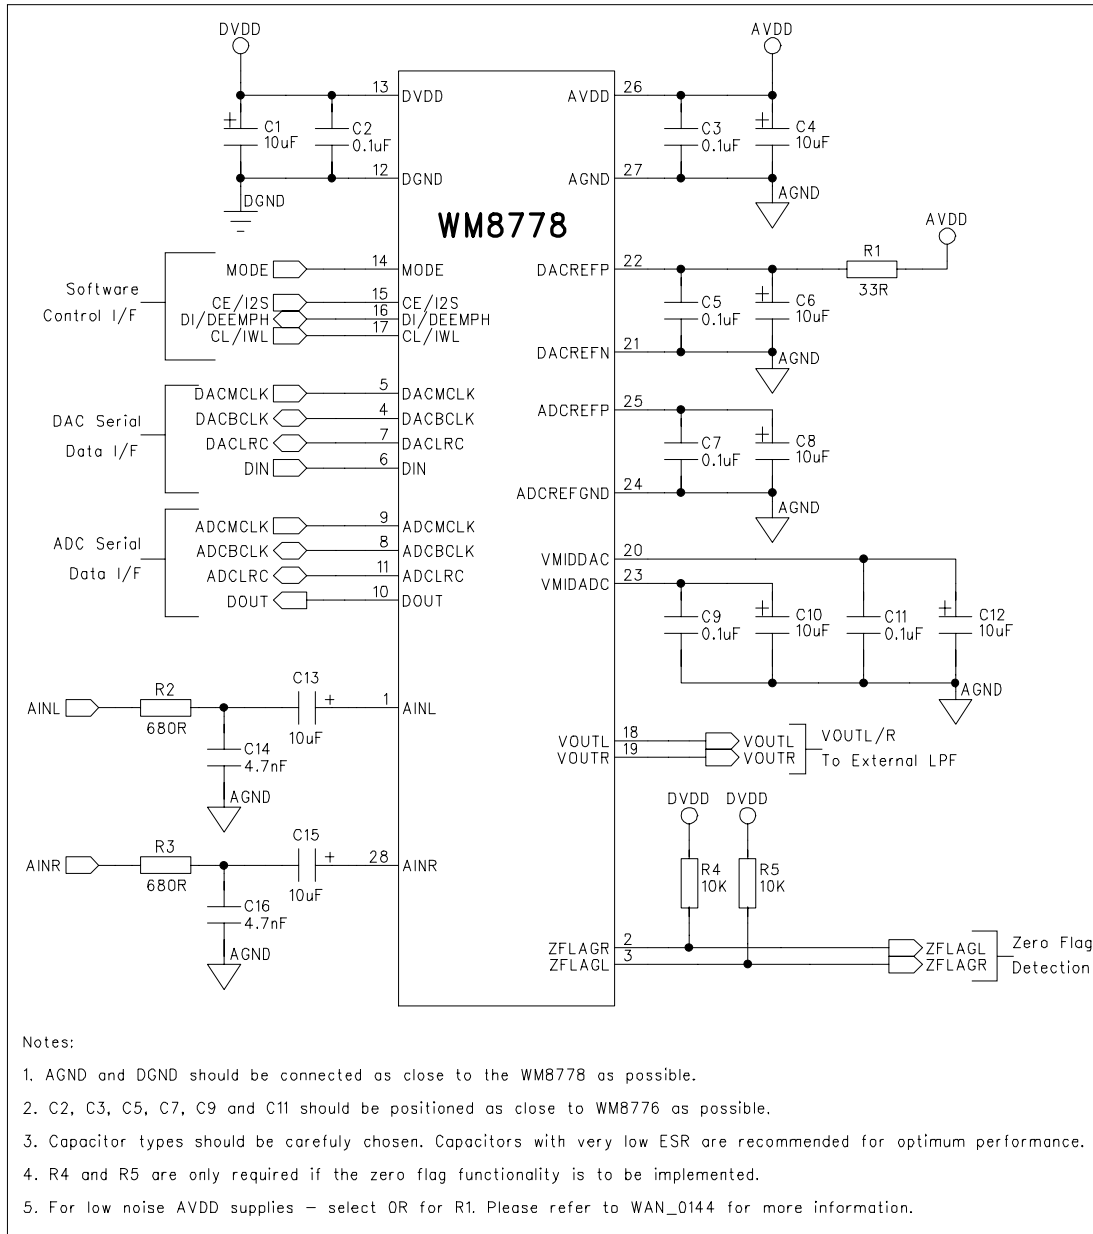 DVDD
AVDD
13 DVDD
AVDD 26
C1
10uF
C2
0.1uF
C3
0.1uF
C4
10uF
12 DGND
AGND 27
DGND
AGND
WM8778
AVDD
Software
Control I/F
MODE 14 MODE
CE/I2S 15 CE/I2S
DI/DEEMPH 16 DI/DEEMPH
CL/IWL 17 CL/IWL
DACREFP 22
R1
33R
C5
0.1uF
C6
10uF
DACREFN 21
AGND
DAC Serial
Data I/F
DACMCLK 5 DACMCLK
DACBCLK 4 DACBCLK
DACLRC 7 DACLRC
DIN 6 DIN
ADCREFP 25
C7
0.1uF
C8
10uF
ADCREFGND 24
AGND
ADC Serial
Data I/F
ADCMCLK 9 ADCMCLK
ADCBCLK 8 ADCBCLK
ADCLRC 11 ADCLRC
DOUT 10 DOUT
VMIDDAC 20
VMIDADC 23
C9
0.1uF
C10
10uF
C11
0.1uF
C12
10uF
AGND
AINL
R2
680R
C13
+
10uF
1 AINL
C14
4.7nF
AGND
VOUTL 18 VOUTL
VOUTR 19 VOUTR
VOUTL/R
To External LPF
AINR
R3
680R
C15
+
10uF
28 AINR
C16
4.7nF
AGND
DVDD DVDD
R4
10K
R5
10K
ZFLAGR 2 ZFLAGL
ZFLAGL 3 ZFLAGR
Zero Flag
Detection
Notes:
1. AGND and DGND should be connected as close to the WM8778 as possible.
2. C2, C3, C5, C7, C9 and C11 should be positioned as close to WM8776 as possible.
3. Capacitor types should be carefuly chosen. Capacitors with very low ESR are recommended for optimum performance.
4. R4 and R5 are only required if the zero flag functionality is to be implemented.
5. For low noise AVDD supplies – select 0R for R1. Please refer to WAN_0144 for more information.